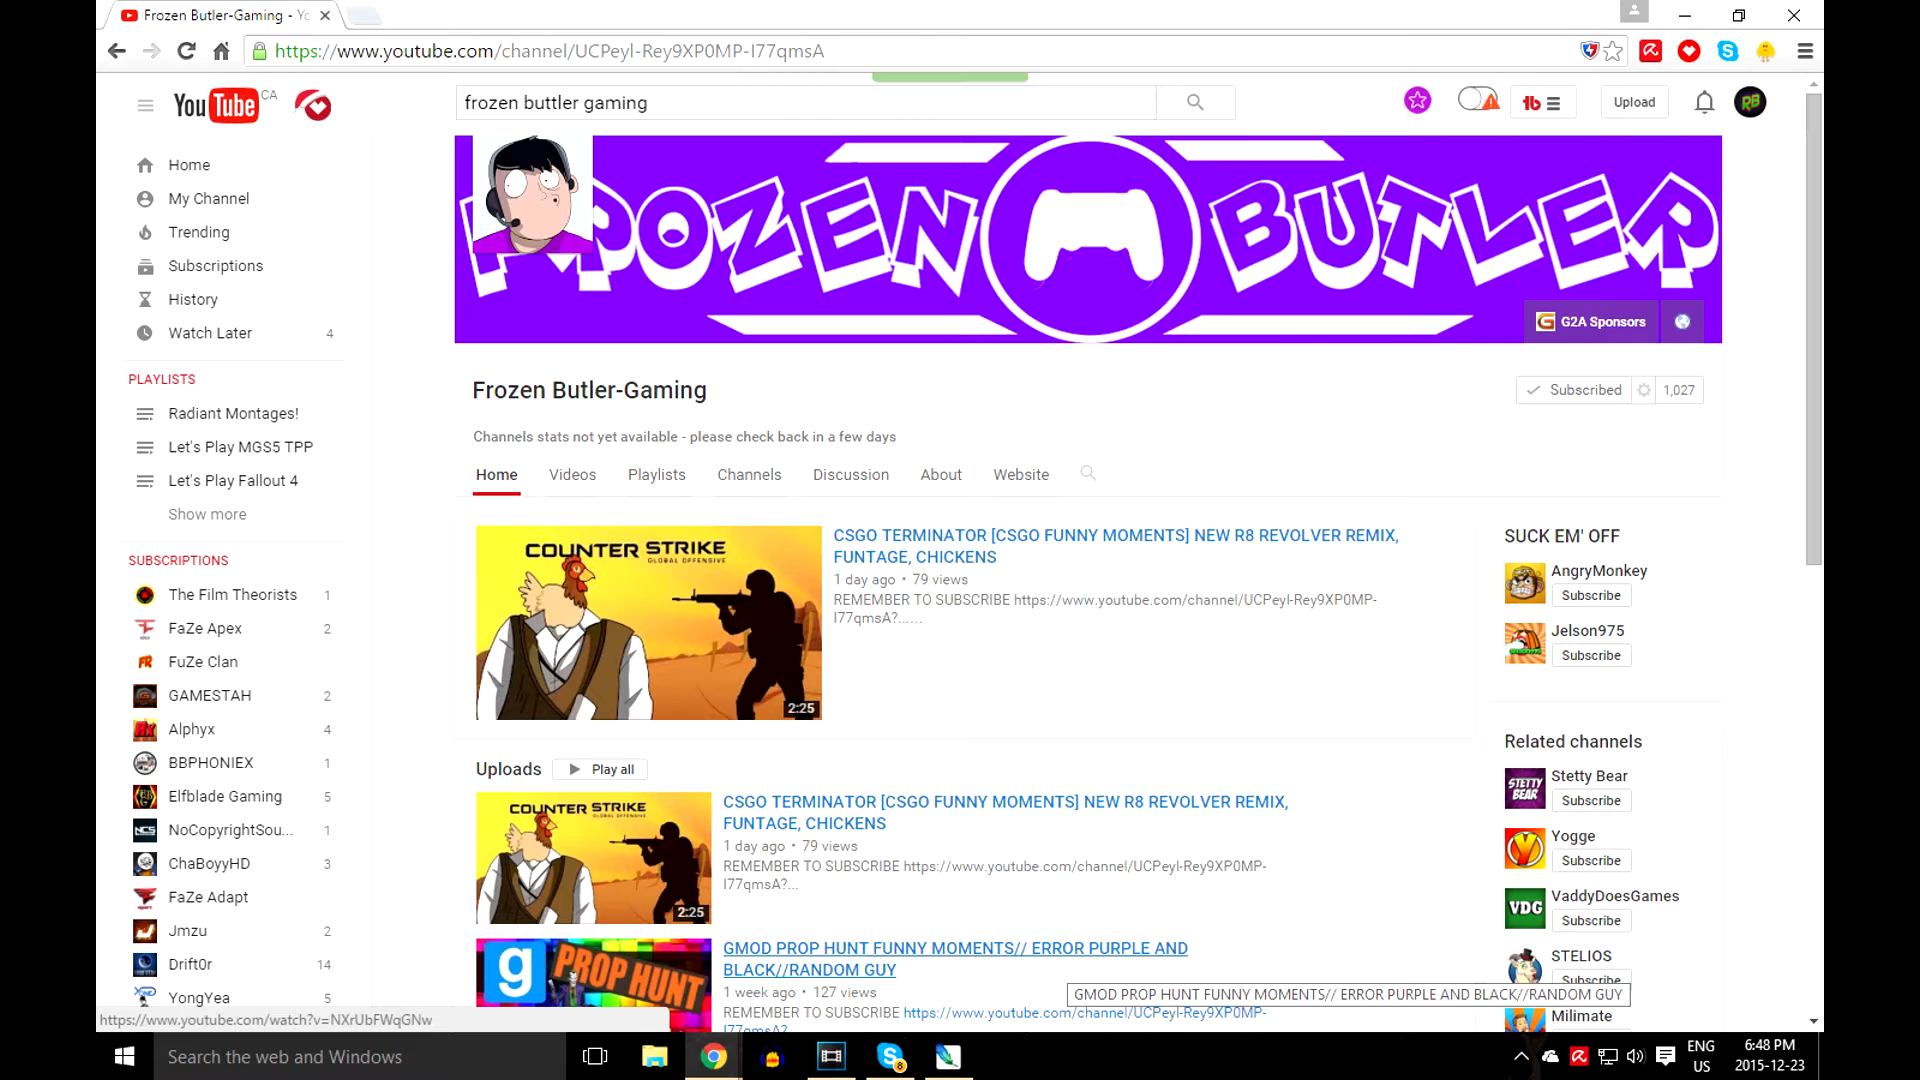 Frozen Butler-Gaming - Yo
https://www.youtube.com/channel/UCPeyl-Rey9XP0MP-I77qmsA
YouTube CA
frozen buttler gaming
Upload
RB
Home
My Channel
Trending
Subscriptions
History
Watch Later 4
PLAYLISTS
Radiant Montages!
Let's Play MGS5 TPP
Let's Play Fallout 4
Show more
SUBSCRIPTIONS
The Film Theorists 1
FaZe Apex 2
FuZe Clan
GAMESTAH 2
Alphyx 4
BBPHONIEX 1
Elfblade Gaming 5
NoCopyrightSou... 1
ChaBoyyHD 3
FaZe Adapt
Jmzu 2
Drift0r 14
YongYea 5
https://www.youtube.com/watch?v=NXrUbFWqGNw
FROZEN BUTLER
G2A Sponsors
Frozen Butler-Gaming
Subscribed 1,027
Channels stats not yet available - please check back in a few days
Home Videos Playlists Channels Discussion About Website
COUNTER STRIKE
GLOBAL OFFENSIVE
2:25
CSGO TERMINATOR [CSGO FUNNY MOMENTS] NEW R8 REVOLVER REMIX,
FUNTAGE, CHICKENS
1 day ago • 79 views
REMEMBER TO SUBSCRIBE https://www.youtube.com/channel/UCPeyl-Rey9XP0MP-
I77qmsA?......
Uploads Play all
COUNTER STRIKE
GLOBAL OFFENSIVE
2:25
CSGO TERMINATOR [CSGO FUNNY MOMENTS] NEW R8 REVOLVER REMIX,
FUNTAGE, CHICKENS
1 day ago • 79 views
REMEMBER TO SUBSCRIBE https://www.youtube.com/channel/UCPeyl-Rey9XP0MP-
I77qmsA?...
g PROP HUNT
GMOD PROP HUNT FUNNY MOMENTS// ERROR PURPLE AND
BLACK//RANDOM GUY
1 week ago • 127 views
REMEMBER TO SUBSCRIBE https://www.youtube.com/channel/UCPeyl-Rey9XP0MP-
I77qmsA?
GMOD PROP HUNT FUNNY MOMENTS// ERROR PURPLE AND BLACK//RANDOM GUY
SUCK EM' OFF
AngryMonkey
Subscribe
Jelson975
Subscribe
Related channels
STETTY BEAR
Stetty Bear
Subscribe
Yogge
Subscribe
VDG
VaddyDoesGames
Subscribe
STELIOS
Subscribe
Milimate
Search the web and Windows
8
ENG
US
6:48 PM
2015-12-23